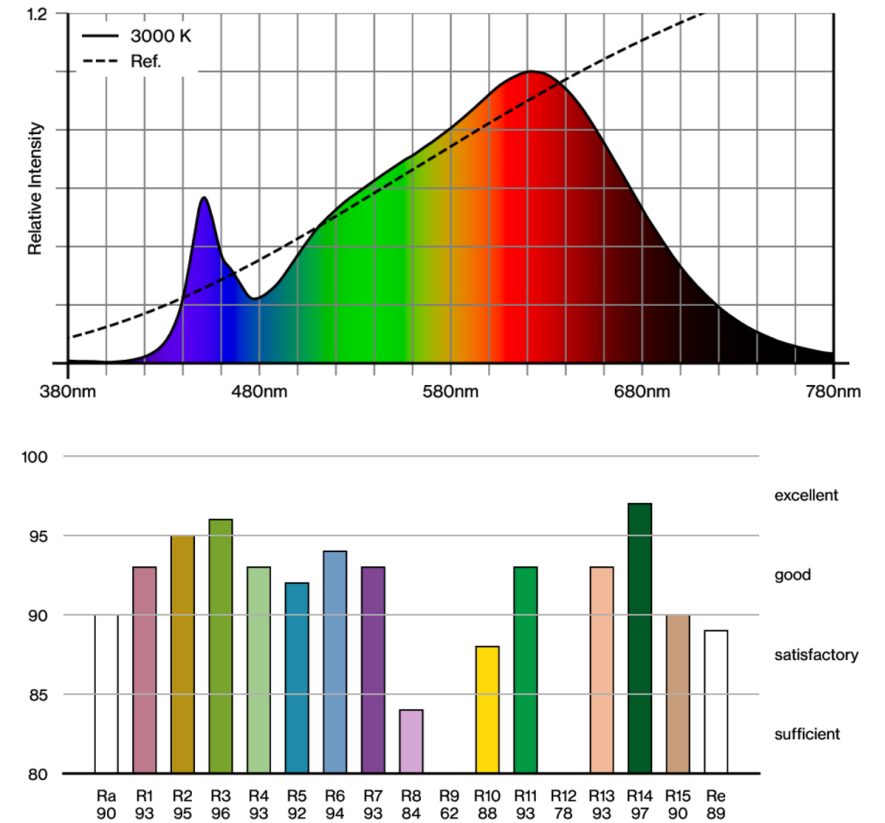 1.2
3000 K
Ref.
Relative Intensity
380nm 480nm 580nm 680nm 780nm
100
excellent
95
good
90
satisfactory
85
sufficient
80
Ra R1 R2 R3 R4 R5 R6 R7 R8 R9 R10 R11 R12 R13 R14 R15 Re
90 93 95 96 93 92 94 93 84 62 88 93 78 93 97 90 89